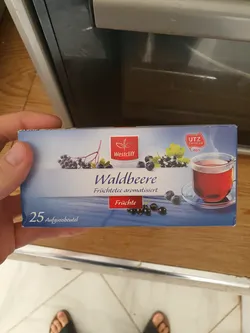 Westcliff
UTZ
Waldbeere
Früchtetee aromatisiert
Früchte
25 Aufgussbeutel